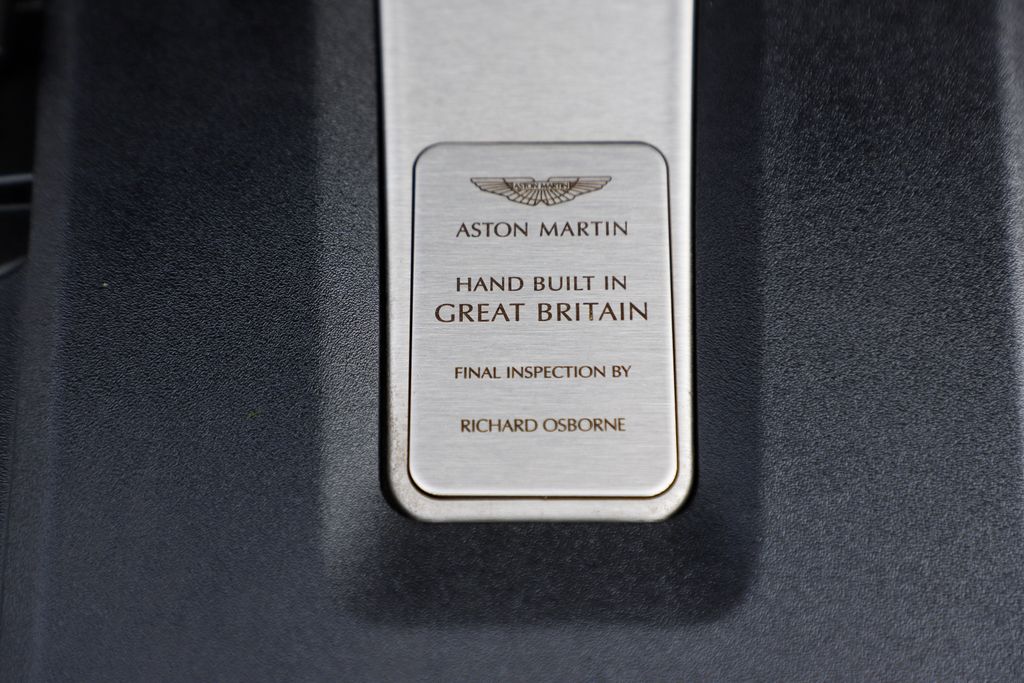 ASTON MARTIN
ASTON MARTIN
HAND BUILT IN
GREAT BRITAIN
FINAL INSPECTION BY
RICHARD OSBORNE